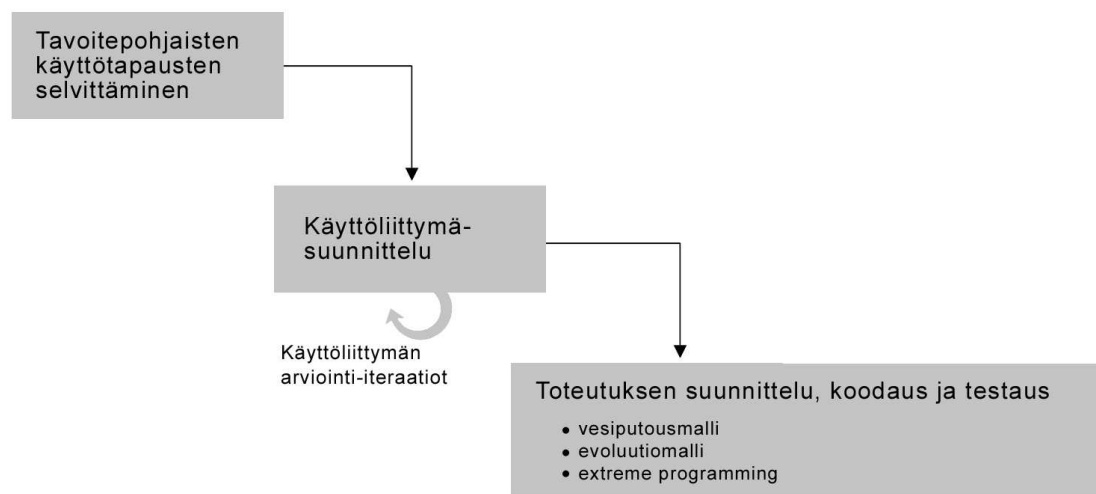 Tavoitepohjaisten
käyttötapausten
selvittäminen
Käyttöliittymä-
suunnittelu
Käyttöliittymän
arviointi-iteraatiot
Toteutuksen suunnittelu, koodaus ja testaus
• vesiputousmalli
• evoluutiomalli
• extreme programming